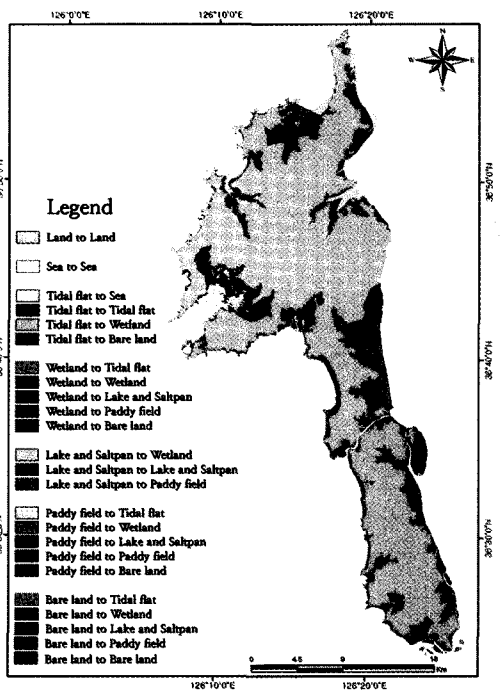 126°0'0"E 126°10'0"E 126°20'0"E
N
W E
S
Legend
Land to Land
Sea to Sea
Tidal flat to Sea
Tidal flat to Tidal flat
Tidal flat to Wetland
Tidal flat to Bare land
Wetland to Tidal flat
Wetland to Wetland
Wetland to Lake and Saltpan
Wetland to Paddy field
Wetland to Bare land
Lake and Saltpan to Wetland
Lake and Saltpan to Lake and Saltpan
Lake and Saltpan to Paddy field
Paddy field to Tidal flat
Paddy field to Wetland
Paddy field to Lake and Saltpan
Paddy field to Paddy field
Paddy field to Bare land
Bare land to Tidal flat
Bare land to Wetland
Bare land to Lake and Saltpan
Bare land to Paddy field
Bare land to Bare land
0 4.5 9 18
Km
126°10'0"E 126°20'0"E